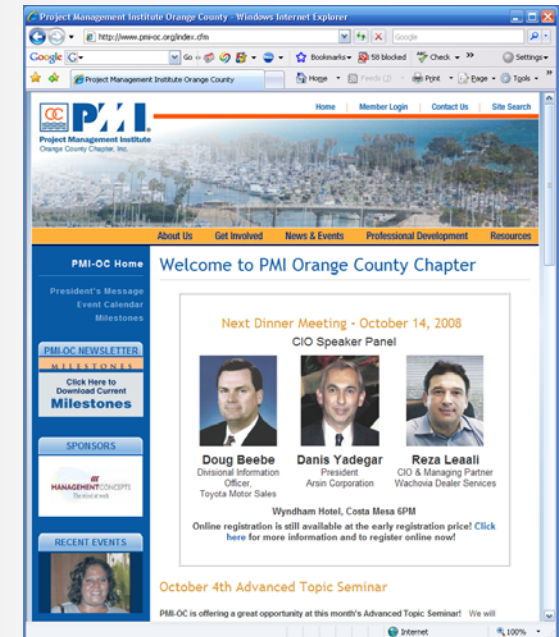 Project Management Institute Orange County - Windows Internet Explorer
http://www.pmi-oc.org/index.cfm
Google
Google
Go
Bookmarks
58 blocked
Check
Settings
Project Management Institute Orange County
Home
Feeds (J)
Print
Page
Tools
PMI
Project Management Institute
Orange County Chapter, Inc.
Home | Member Login | Contact Us | Site Search
About Us Get Involved News & Events Professional Development Resources
PMI-OC Home
President's Message
Event Calendar
Milestones
PMI-OC NEWSLETTER
MILESTONES
Click Here to
Download Current
Milestones
SPONSORS
MANAGEMENTCONCEPTS
RECENT EVENTS
Welcome to PMI Orange County Chapter
Next Dinner Meeting - October 14, 2008
CIO Speaker Panel
Doug Beebe
Divisional Information
Officer,
Toyota Motor Sales
Danis Yadegar
President
Arsin Corporation
Reza Leaali
CIO & Managing Partner
Wachovia Dealer Services
Wyndham Hotel, Costa Mesa 6PM
Online registration is still available at the early registration price! Click
here for more information and to register online now!
October 4th Advanced Topic Seminar
PMI-OC is offering a great opportunity at this month's Advanced Topic Seminar! We will
Internet
100%